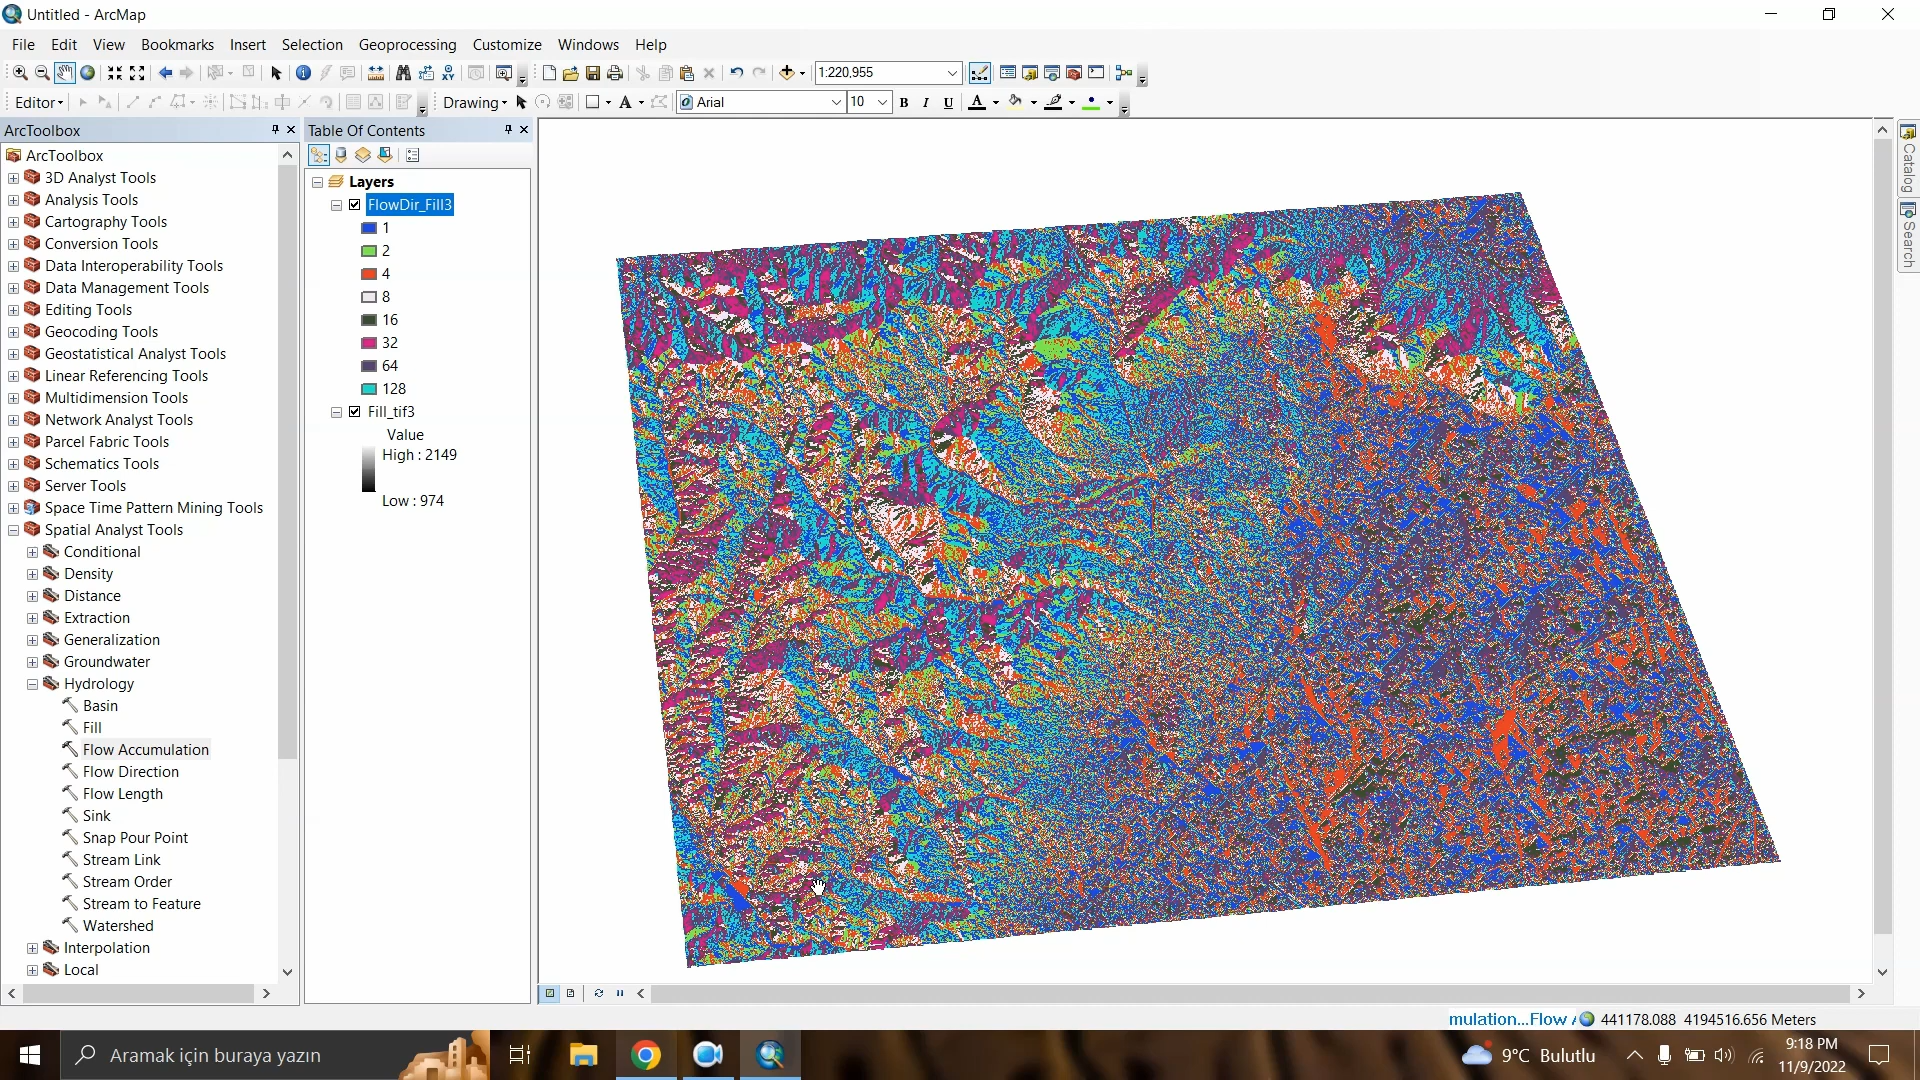 Untitled - ArcMap
File Edit View Bookmarks Insert Selection Geoprocessing Customize Windows Help
1:220,955
Editor Drawing Arial 10 B I U A
ArcToolbox
ArcToolbox
3D Analyst Tools
Analysis Tools
Cartography Tools
Conversion Tools
Data Interoperability Tools
Data Management Tools
Editing Tools
Geocoding Tools
Geostatistical Analyst Tools
Linear Referencing Tools
Multidimension Tools
Network Analyst Tools
Parcel Fabric Tools
Schematics Tools
Server Tools
Space Time Pattern Mining Tools
Spatial Analyst Tools
Conditional
Density
Distance
Extraction
Generalization
Groundwater
Hydrology
Basin
Fill
Flow Accumulation
Flow Direction
Flow Length
Sink
Snap Pour Point
Stream Link
Stream Order
Stream to Feature
Watershed
Interpolation
Local
Table Of Contents
Layers
FlowDir_Fill3
1
2
4
8
16
32
64
128
Fill_tif3
Value
High : 2149
Low : 974
Catalog
Search
mulation...Flow 441178.088 4194516.656 Meters
Aramak için buraya yazın
9°C Bulutlu
9:18 PM
11/9/2022